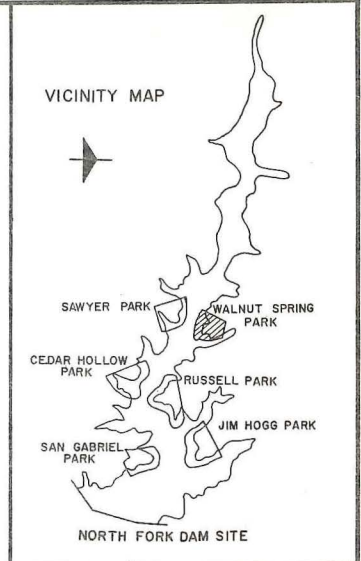 VICINITY MAP
SAWYER PARK
WALNUT SPRING
PARK
CEDAR HOLLOW
PARK
RUSSELL PARK
JIM HOGG PARK
SAN GABRIEL
PARK
NORTH FORK DAM SITE